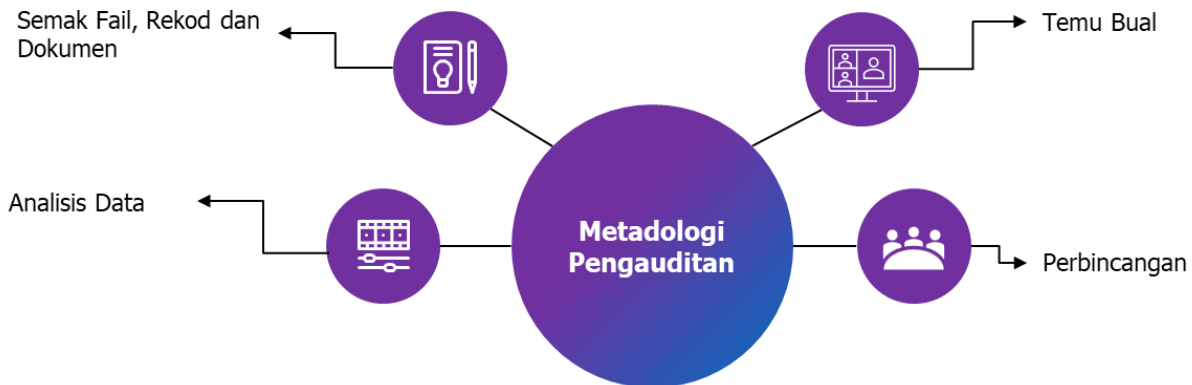 Semak Fail, Rekod dan
Dokumen
Temu Bual
Analisis Data
Metadologi
Pengauditan
Perbincangan